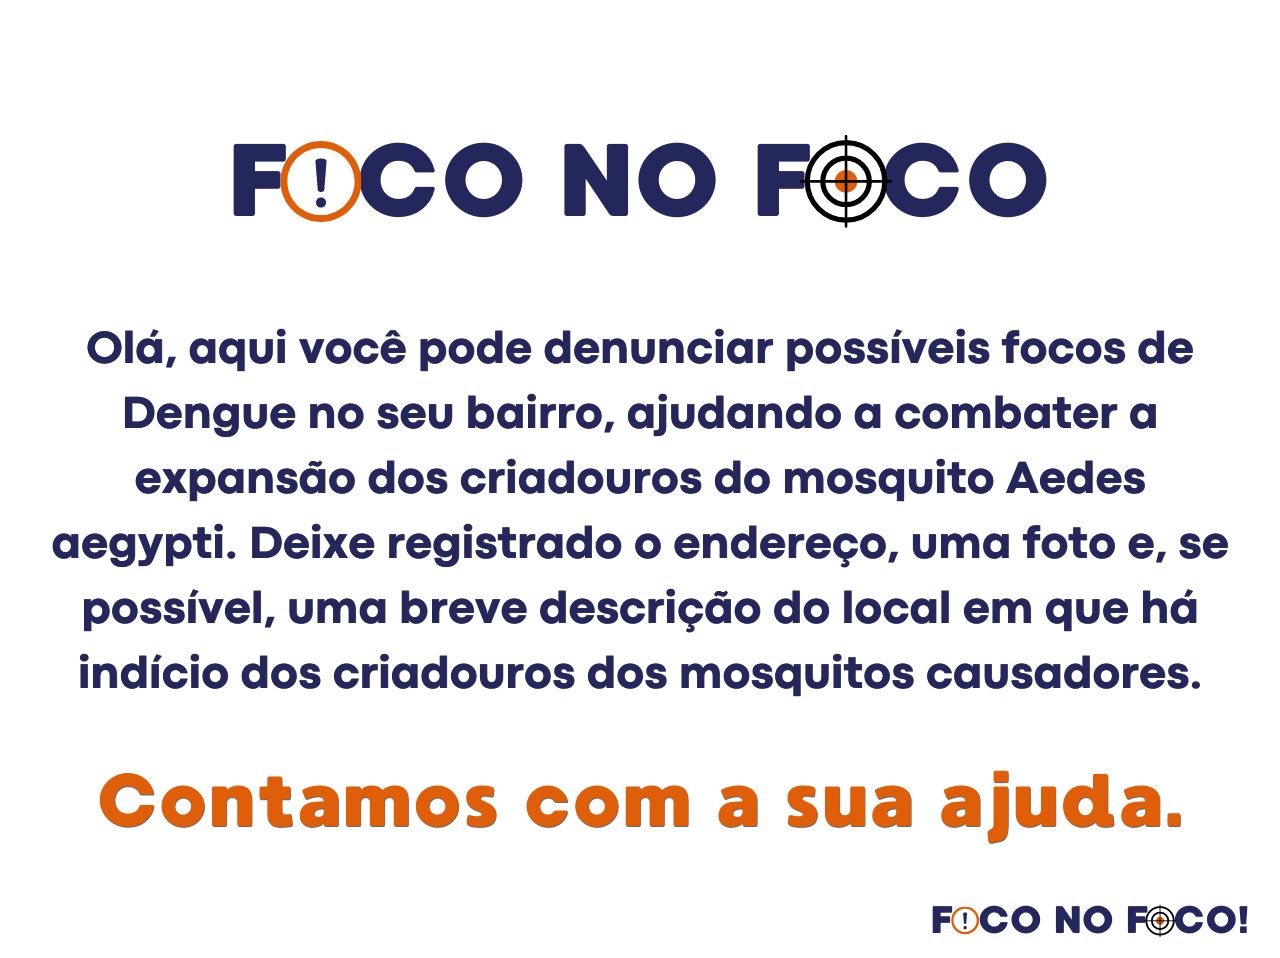 FOCO NO FOCO
Olá, aqui você pode denunciar possíveis focos de
Dengue no seu bairro, ajudando a combater a
expansão dos criadouros do mosquito Aedes
aegypti. Deixe registrado o endereço, uma foto e, se
possível, uma breve descrição do local em que há
indício dos criadouros dos mosquitos causadores.
Contamos com a sua ajuda.
FOCO NO FOCO!